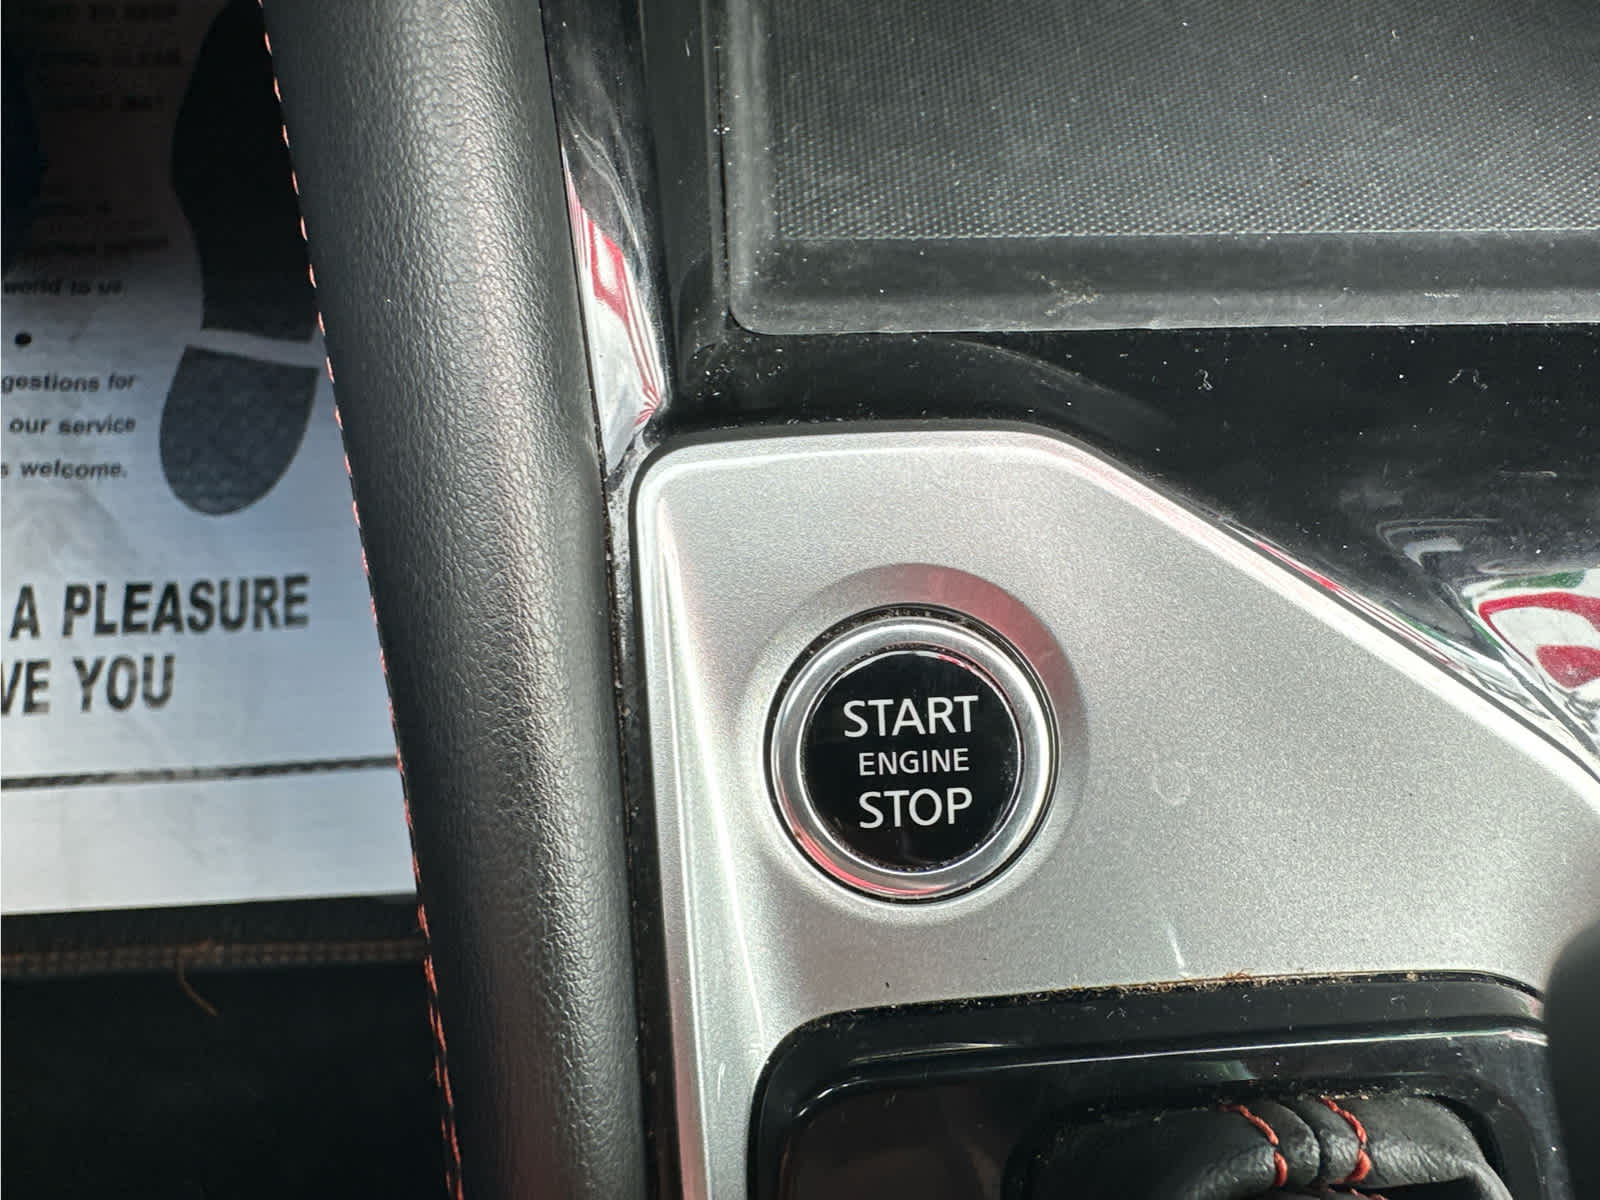 world to us
gestions for
our service
s welcome.
A PLEASURE
VE YOU
START
ENGINE
STOP